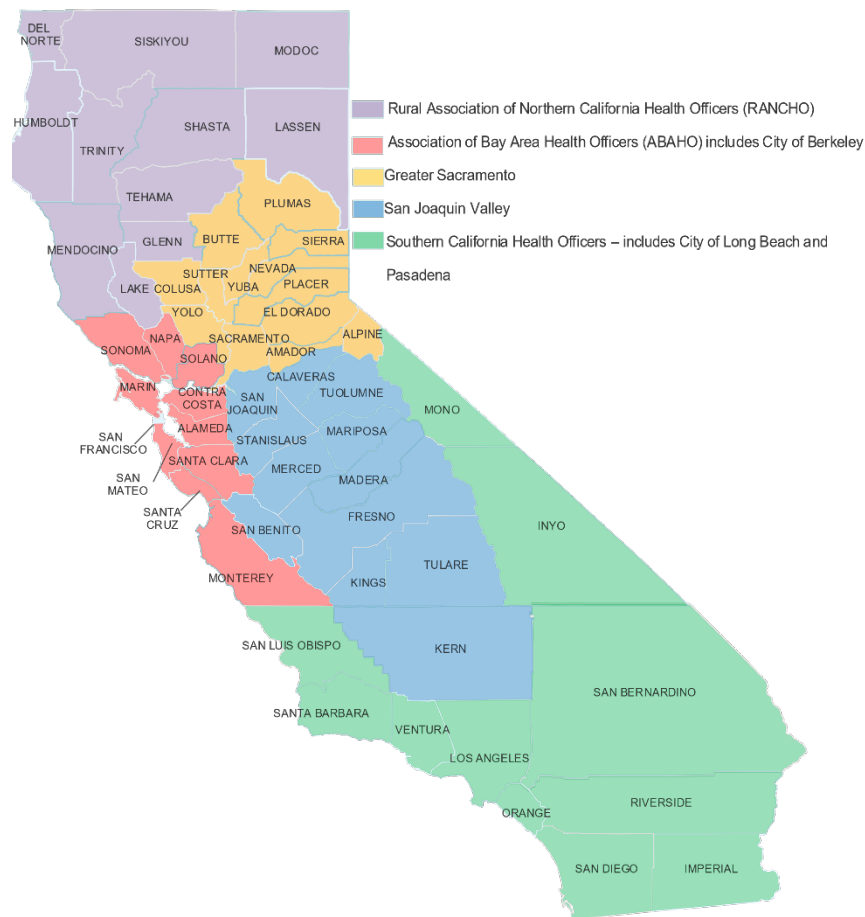 DEL
NORTE
SISKIYOU
MODOC
HUMBOLDT
TRINITY
SHASTA
LASSEN
TEHAMA
PLUMAS
MENDOCINO
GLENN
BUTTE
SIERRA
LAKE
COLUSA
SUTTER
YUBA
NEVADA
PLACER
YOLO
EL DORADO
SONOMA
NAPA
SOLANO
SACRAMENTO
AMADOR
ALPINE
MARIN
CONTRA
COSTA
SAN
JOAQUIN
CALAVERAS
TUOLUMNE
MONO
SAN
FRANCISCO
ALAMEDA
STANISLAUS
MARIPOSA
SAN
MATEO
SANTA CLARA
MERCED
MADERA
SANTA
CRUZ
SAN BENITO
FRESNO
INYO
MONTEREY
KINGS
TULARE
SAN LUIS OBISPO
KERN
SAN BERNARDINO
SANTA BARBARA
VENTURA
LOS ANGELES
ORANGE
RIVERSIDE
SAN DIEGO
IMPERIAL
Rural Association of Northern California Health Officers (RANCHO)
Association of Bay Area Health Officers (ABAHO) includes City of Berkeley
Greater Sacramento
San Joaquin Valley
Southern California Health Officers – includes City of Long Beach and
Pasadena